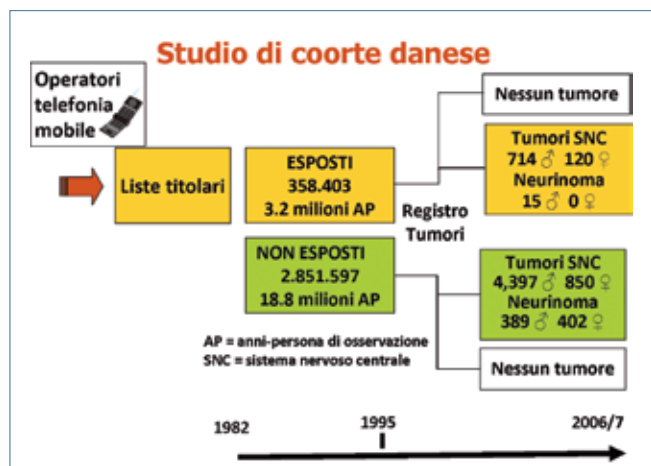 Studio di coorte danese
Operatori
telefonia
mobile
Liste titolari
ESPOSTI
358.403
3.2 milioni AP
NON ESPOSTI
2.851.597
18.8 milioni AP
Registro
Tumori
Nessun tumore
Tumori SNC
714 ♂ 120 ♀
Neurinoma
15 ♂ 0 ♀
Tumori SNC
4,397 ♂ 850 ♀
Neurinoma
389 ♂ 402 ♀
Nessun tumore
AP = anni-persona di osservazione
SNC = sistema nervoso centrale
1982
1995
2006/7